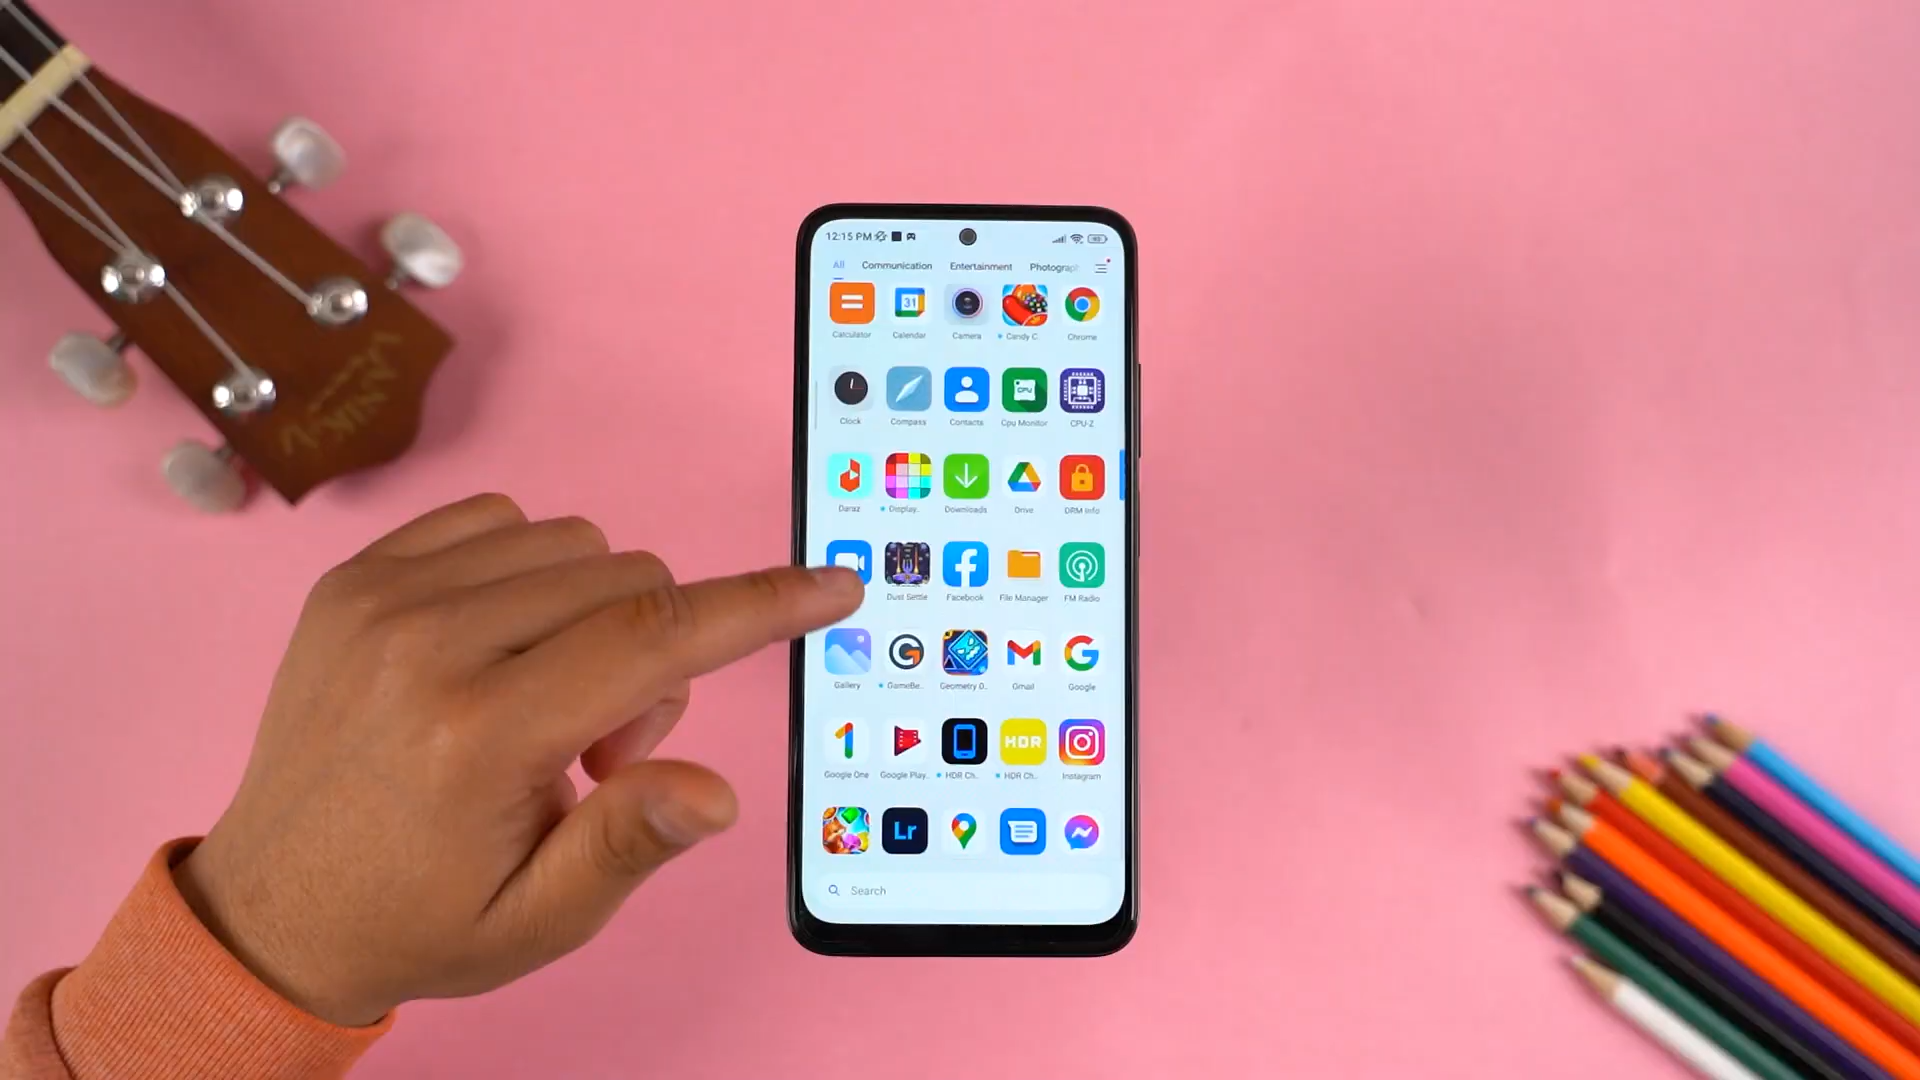 12:15 PM
All Communication Entertainment Photograp
31
Calculator Calendar Camera Candy C. Chrome
CPU
Clock Compass Contacts Cpu Monitor CPU-Z
Daraz Display.. Downloads Drive DRM Info
Dust Settle Facebook File Manager FM Radio
Gallery GameBe.. Geometry D.. Gmail Google
HDR
Google One Google Play.. HDR Ch.. HDR Ch.. Instagram
Lr
Search